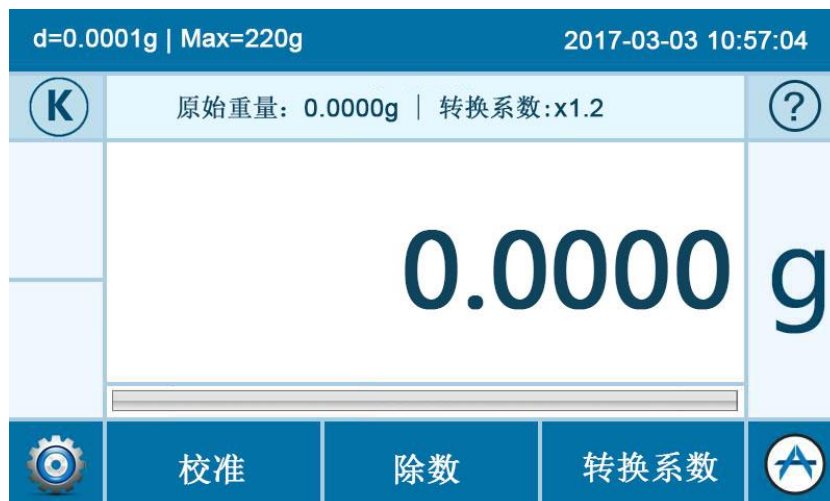 d=0.0001g | Max=220g 2017-03-03 10:57:04
K 原始重量: 0.0000g | 转换系数:x1.2 ?
0.0000 g
校准 除数 转换系数